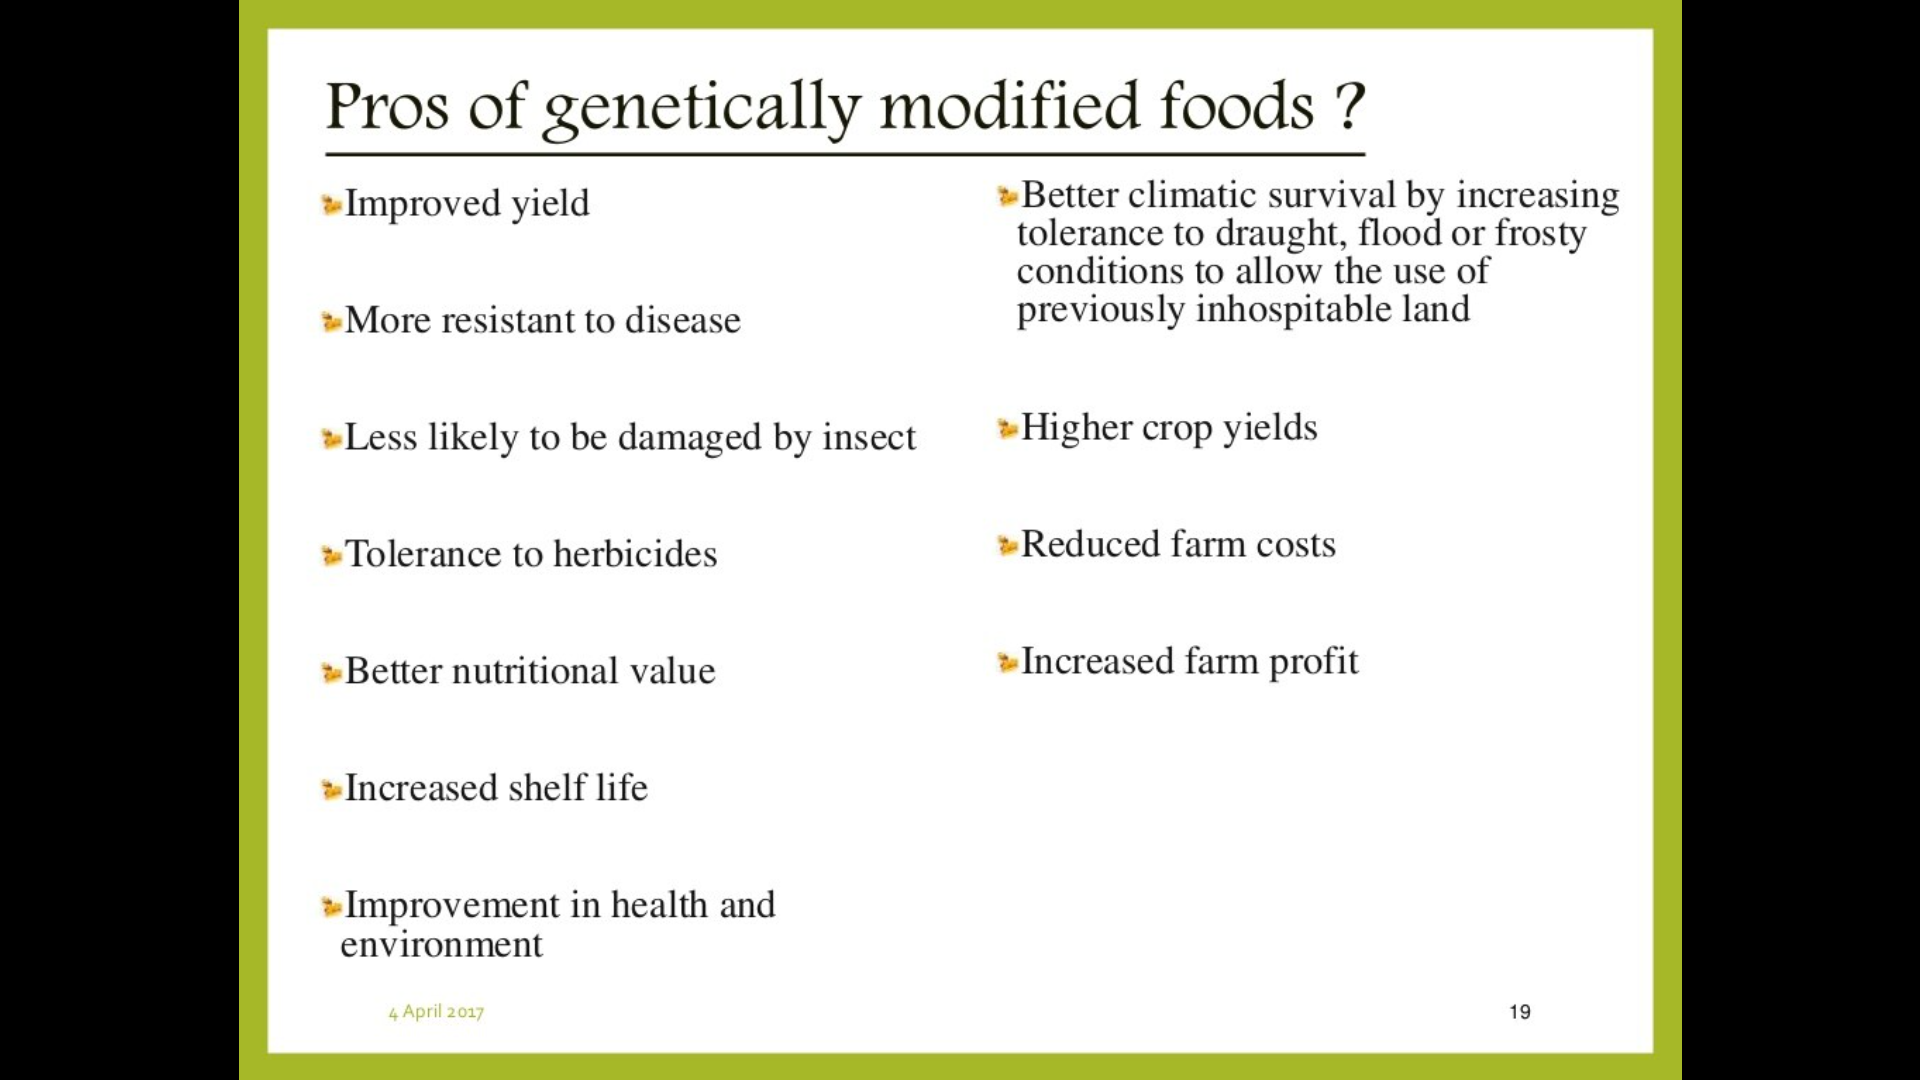 Pros of genetically modified foods ?
Improved yield
More resistant to disease
Less likely to be damaged by insect
Tolerance to herbicides
Better nutritional value
Increased shelf life
Improvement in health and
environment
Better climatic survival by increasing
tolerance to draught, flood or frosty
conditions to allow the use of
previously inhospitable land
Higher crop yields
Reduced farm costs
Increased farm profit
4 April 2017
19